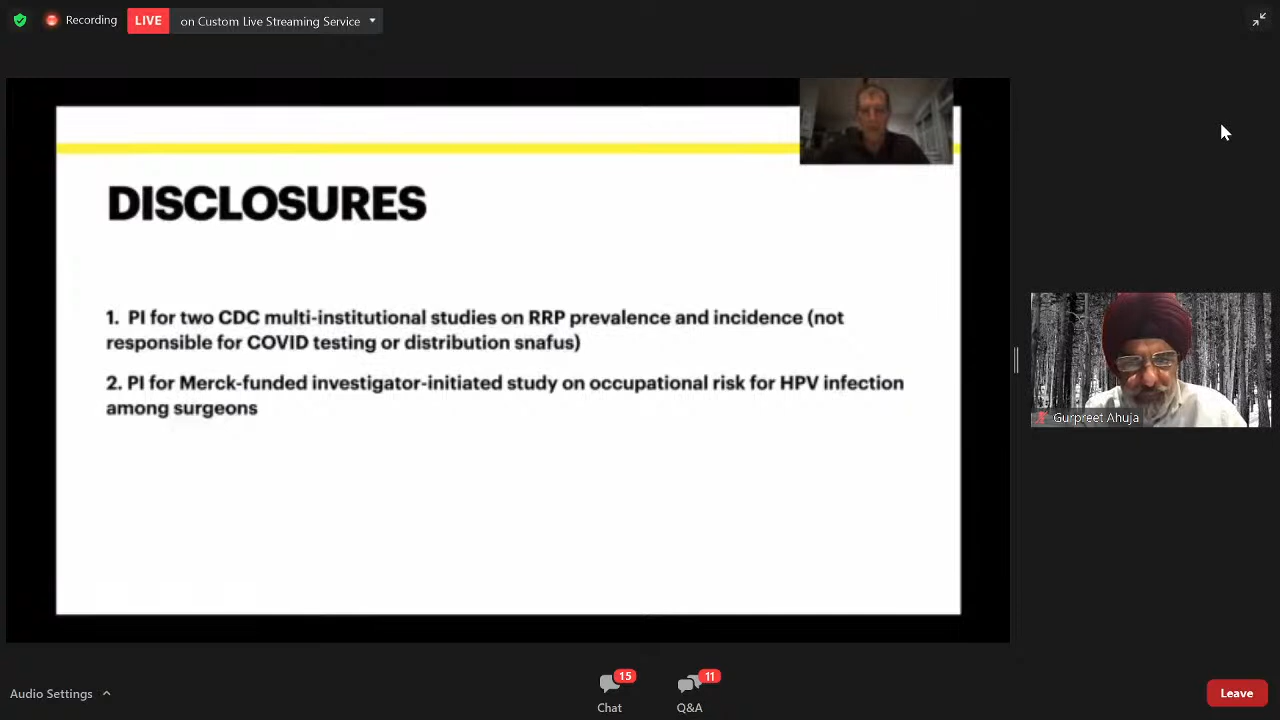 Recording
LIVE
on Custom Live Streaming Service
DISCLOSURES
1. PI for two CDC multi-institutional studies on RRP prevalence and incidence (not
responsible for COVID testing or distribution snafus)
2. PI for Merck-funded investigator-initiated study on occupational risk for HPV infection
among surgeons
Gurpreet Ahuja
Audio Settings
15
Chat
11
Q&A
Leave